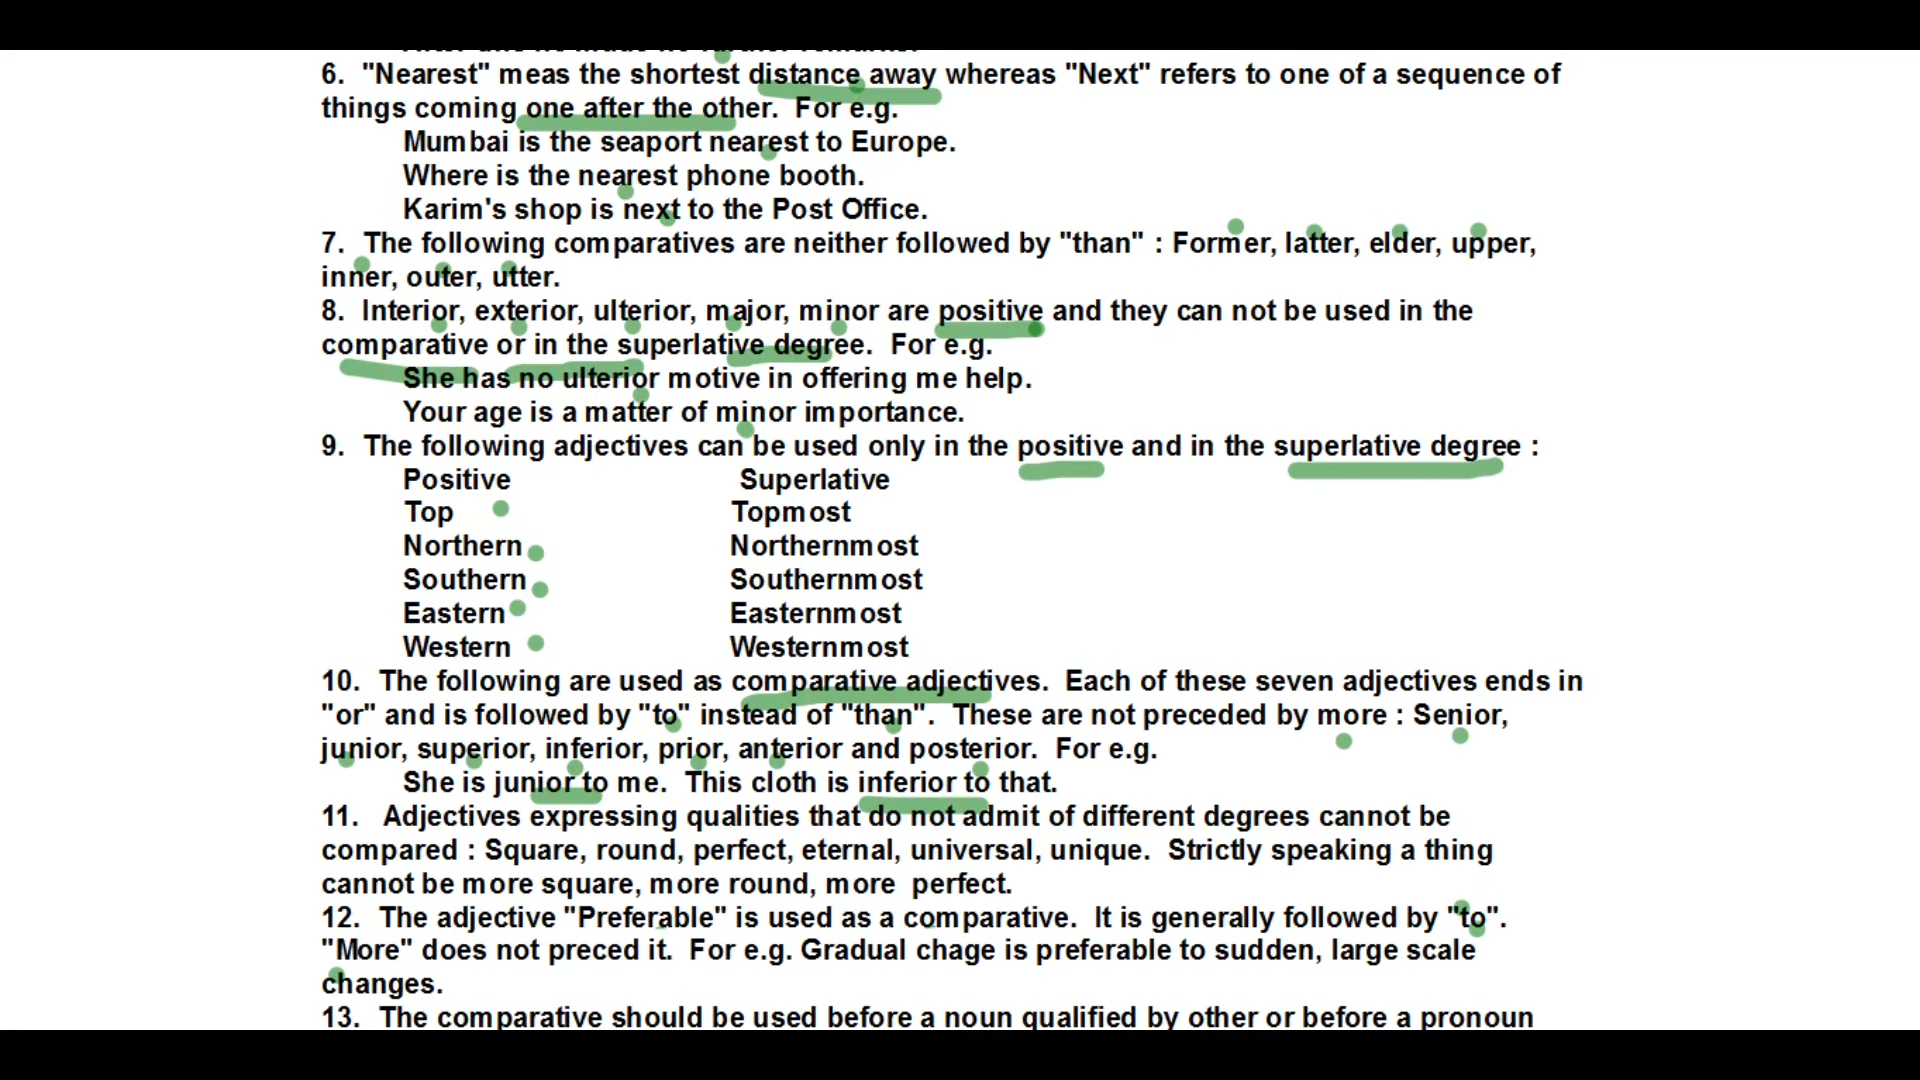 6.  "Nearest" meas the shortest distance away whereas "Next" refers to one of a sequence of
things coming one after the other.  For e.g.
Mumbai is the seaport nearest to Europe.
Where is the nearest phone booth.
Karim's shop is next to the Post Office.
7.  The following comparatives are neither followed by "than" : Former, latter, elder, upper,
inner, outer, utter.
8.  Interior, exterior, ulterior, major, minor are positive and they can not be used in the
comparative or in the superlative degree.  For e.g.
She has no ulterior motive in offering me help.
Your age is a matter of minor importance.
9.  The following adjectives can be used only in the positive and in the superlative degree :
Positive Superlative
Top Topmost
Northern Northernmost
Southern Southernmost
Eastern Easternmost
Western Westernmost
10.  The following are used as comparative adjectives.  Each of these seven adjectives ends in
"or" and is followed by "to" instead of "than".  These are not preceded by more : Senior,
junior, superior, inferior, prior, anterior and posterior.  For e.g.
She is junior to me.  This cloth is inferior to that.
11.   Adjectives expressing qualities that do not admit of different degrees cannot be
compared : Square, round, perfect, eternal, universal, unique.  Strictly speaking a thing
cannot be more square, more round, more  perfect.
12.  The adjective "Preferable" is used as a comparative.  It is generally followed by "to".
"More" does not preced it.  For e.g. Gradual chage is preferable to sudden, large scale
changes.
13.  The comparative should be used before a noun qualified by other or before a pronoun